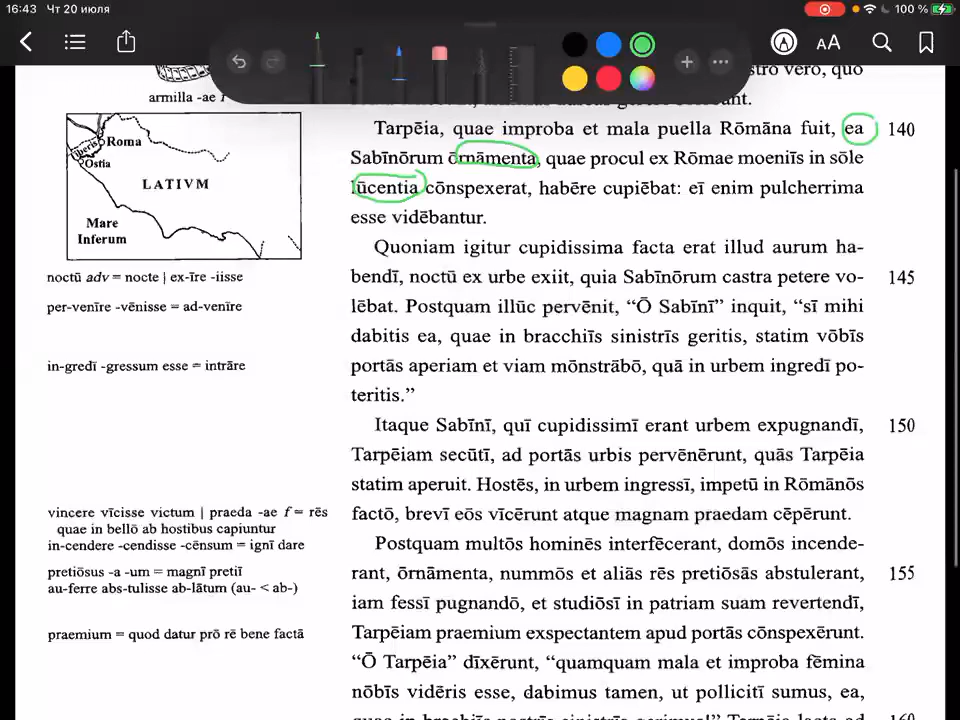 16:43 Чт 20 июля
100 %
AA
stro vero, quo
armilla -ae f
Tarpēia, quae improba et mala puella Rōmāna fuit, ea 140
Sabīnōrum ōrnāmenta, quae procul ex Rōmae moeniīs in sōle
lūcentia cōnspexerat, habēre cupiēbat: eī enim pulcherrima
esse vidēbantur.
Roma
Tiberis
Ostia
LATIVM
Mare
Inferum
Quoniam igitur cupidissima facta erat illud aurum ha-
bendī, noctū ex urbe exiit, quia Sabīnōrum castra petere vo- 145
lēbat. Postquam illūc pervēnit, “Ō Sabīnī” inquit, “sī mihi
dabitis ea, quae in bracchiīs sinistrīs geritis, statim vōbīs
portās aperiam et viam mōnstrābō, quā in urbem ingredī po-
teritis.”
noctū adv = nocte | ex-īre -iisse
per-venīre -vēnisse = ad-venīre
in-gredī -gressum esse = intrāre
Itaque Sabīnī, quī cupidissimī erant urbem expugnandī, 150
Tarpēiam secūtī, ad portās urbis pervēnērunt, quās Tarpēia
statim aperuit. Hostēs, in urbem ingressī, impetū in Rōmānōs
factō, brevī eōs vīcērunt atque magnam praedam cēpērunt.
vincere vīcisse victum | praeda -ae f = rēs
quae in bellō ab hostibus capiuntur
in-cendere -cendisse -cēnsum = ignī dare
pretiōsus -a -um = magnī pretiī
au-ferre abs-tulisse ab-lātum (au- < ab-)
praemium = quod datur prō rē bene factā
Postquam multōs hominēs interfēcerant, domōs incende-
rant, ōrnāmenta, nummōs et aliās rēs pretiōsās abstulerant, 155
iam fessī pugnandō, et studiōsī in patriam suam revertendī,
Tarpēiam praemium exspectantem apud portās cōnspexērunt.
“Ō Tarpēia” dīxērunt, “quamquam mala et improba fēmina
nōbīs vidēris esse, dabimus tamen, ut pollicitī sumus, ea,